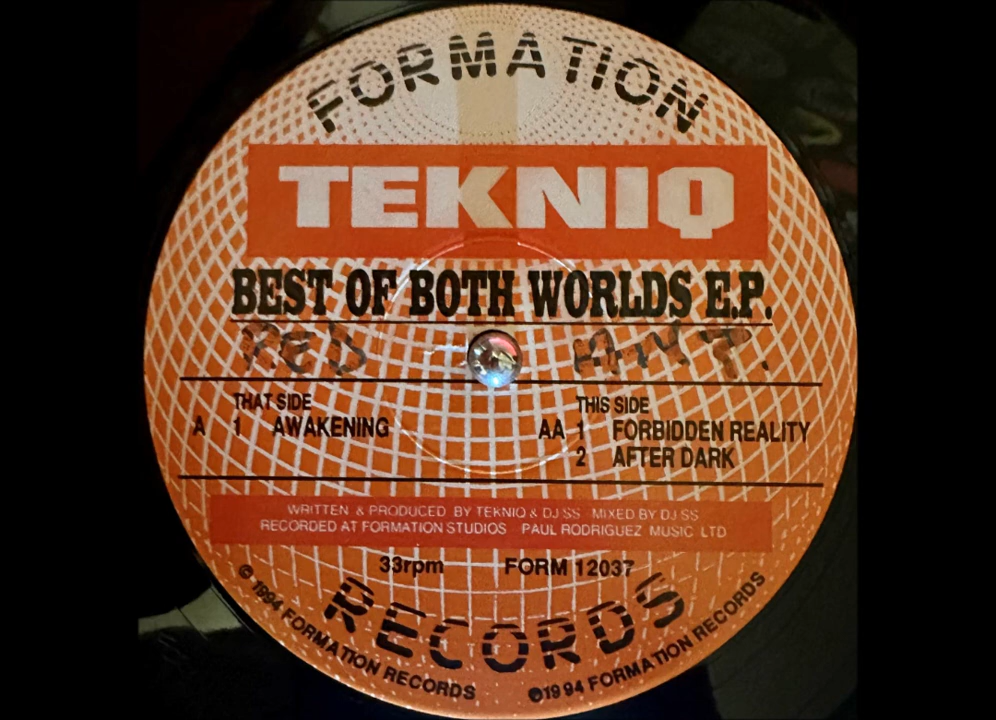 FORMATION
TEKNIQ
BEST OF BOTH WORLDS E.P.
RED
THAT SIDE
A 1 AWAKENING
THIS SIDE
AA 1 FORBIDDEN REALITY
2 AFTER DARK
WRITTEN & PRODUCED BY TEKNIQ & DJ SS MIXED BY DJ SS
RECORDED AT FORMATION STUDIOS PAUL RODRIGUEZ MUSIC LTD
33rpm FORM 12037
RECORDS
© 1994 FORMATION RECORDS
℗1994 FORMATION RECORDS